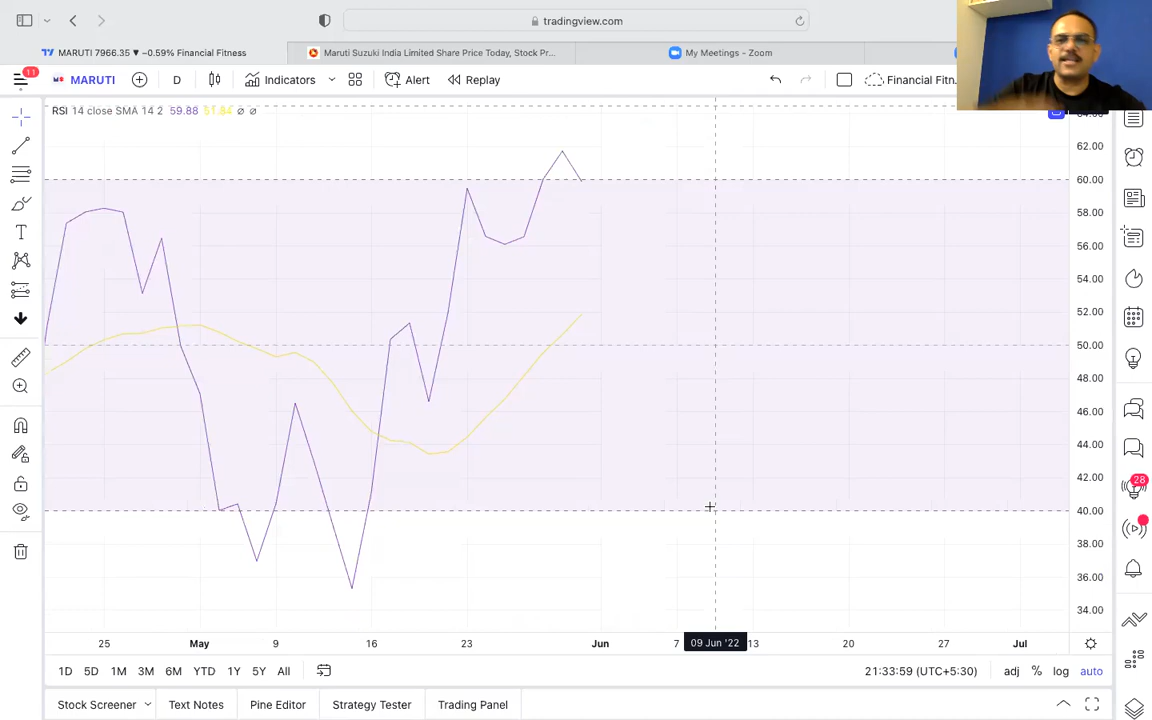 tradingview.com
MARUTI 7966.35 ▼ −0.59% Financial Fitness
Maruti Suzuki India Limited Share Price Today, Stock Pr...
My Meetings - Zoom
11
MARUTI
D
Indicators
Alert
Replay
Financial Fitn..
RSI 14 close SMA 14 2 59.88 51.84 ∅ ∅
62.00
60.00
58.00
56.00
54.00
52.00
50.00
48.00
46.00
44.00
42.00
40.00
38.00
36.00
34.00
T
28
25 May 9 16 23 Jun 7 09 Jun '22 13 20 27 Jul
1D 5D 1M 3M 6M YTD 1Y 5Y All
21:33:59 (UTC+5:30) adj % log auto
Stock Screener Text Notes Pine Editor Strategy Tester Trading Panel